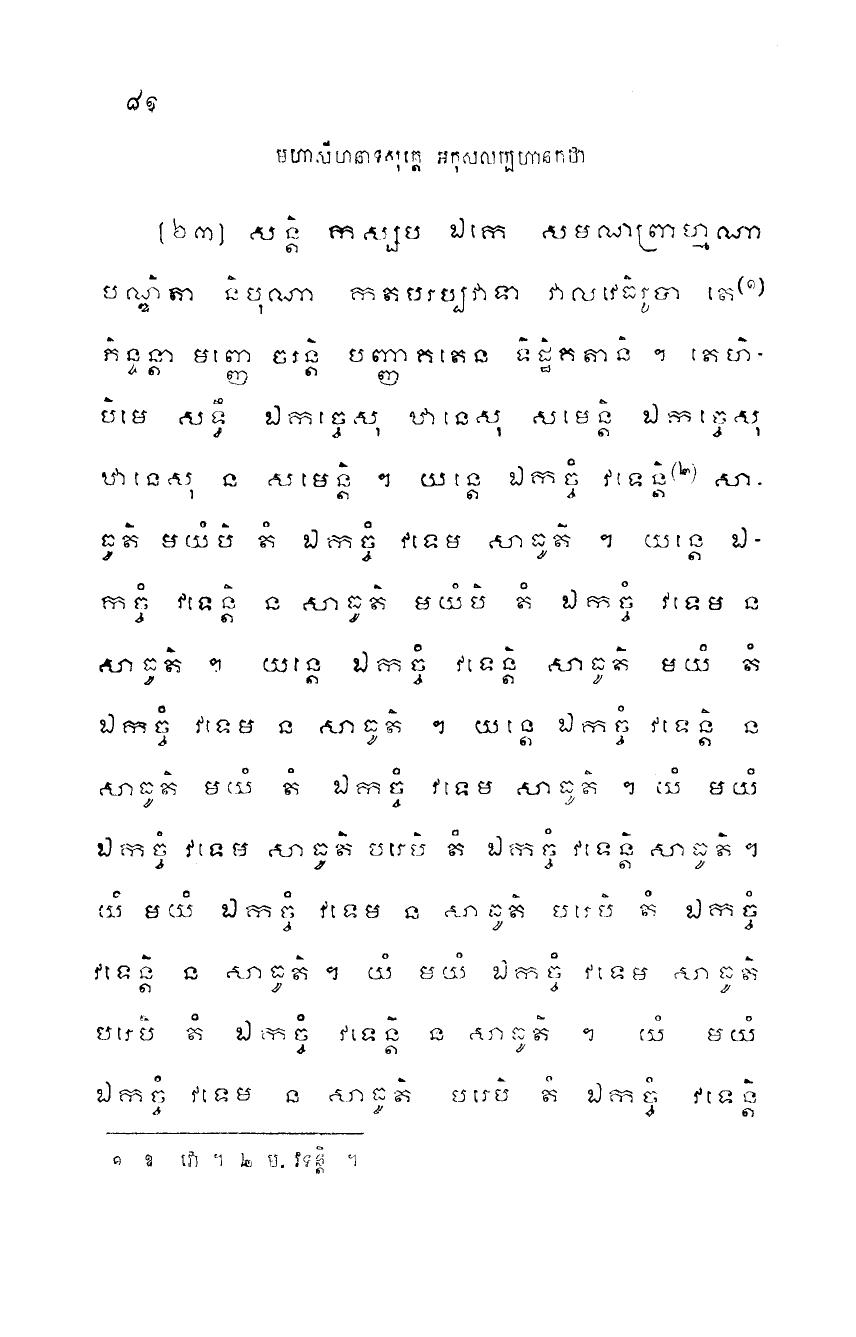 ៨១
មហាសីហនាទសុត្តេ អកុសលប្បហានកថា
[២៣] សន្តិ កស្សប ឯកេ សមណព្រាហ្មណា
បណ្ឌិតា និបុណា កតបរប្បវាទា វាលវេធិរូបា តេ(១)
ភិន្ទន្តា មញ្ញេ ចរន្តិ បញ្ញាគតេន ទិដ្ឋិគតានិ ។ តេហិ-
បិមេ សទ្ធឹ ឯកច្ចេសុ ឋានេសុ សមេន្តិ ឯកច្ចេសុ
ឋានេសុ ន សមេន្តិ ។ យន្តេ ឯកច្ចំ វទេន្តិ(២) សា-
ធូតិ មយំបិ តំ ឯកច្ចំ វទេម សាធូតិ ។ យន្តេ ឯ-
កច្ចំ វទេន្តិ ន សាធូតិ មយំបិ តំ ឯកច្ចំ វទេម ន
សាធូតិ ។ យន្តេ ឯកច្ចំ វទេន្តិ សាធូតិ មយំ តំ
ឯកច្ចំ វទេម ន សាធូតិ ។ យន្តេ ឯកច្ចំ វទេន្តិ ន
សាធូតិ មយំ តំ ឯកច្ចំ វទេម សាធូតិ ។ យំ មយំ
ឯកច្ចំ វទេម សាធូតិ បរេបិ តំ ឯកច្ចំ វទេន្តិ សាធូតិ ។
យំ មយំ ឯកច្ចំ វទេម ន សាធូតិ បរេបិ តំ ឯកច្ចំ
វទេន្តិ ន សាធូតិ ។ យំ មយំ ឯកច្ចំ វទេម សាធូតិ
បរេបិ តំ ឯកច្ចំ វទេន្តិ ន សាធូតិ ។ យំ មយំ
ឯកច្ចំ វទេម ន សាធូតិ បរេបិ តំ ឯកច្ចំ វទេន្តិ
១ ឱ វោ ។ ២ ម. វទន្តិ ។